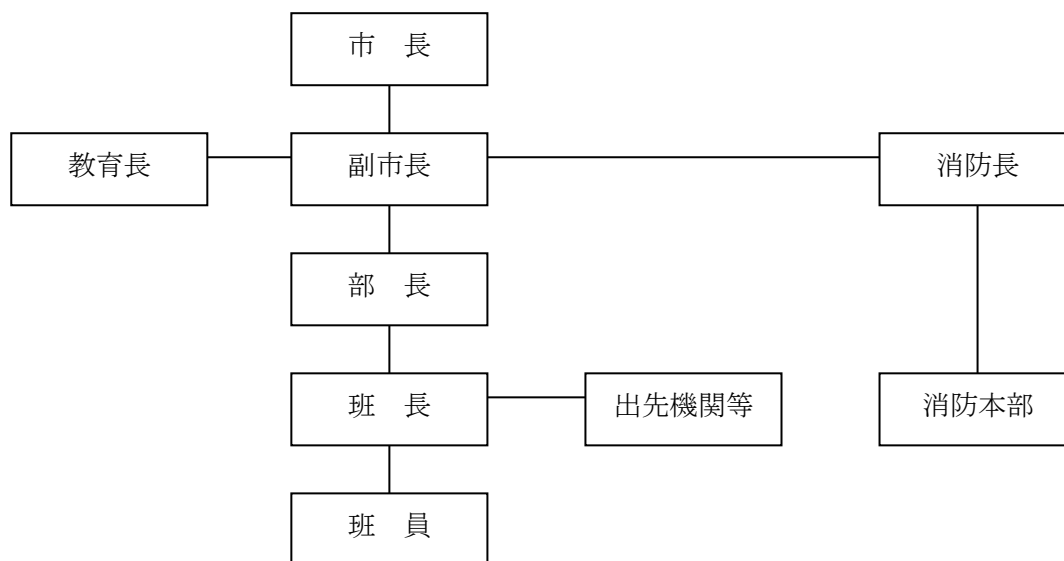 市　長
教育長
副市長
消防長
部　長
班　長
出先機関等
消防本部
班　員